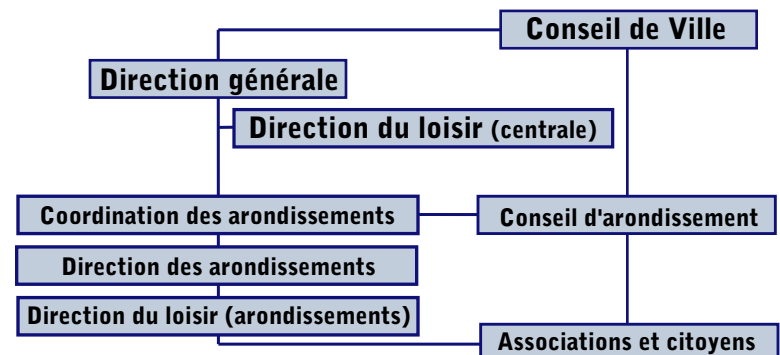 Conseil de Ville
Direction générale
Direction du loisir (centrale)
Coordination des arondissements
Conseil d'arondissement
Direction des arondissements
Direction du loisir (arondissements)
Associations et citoyens